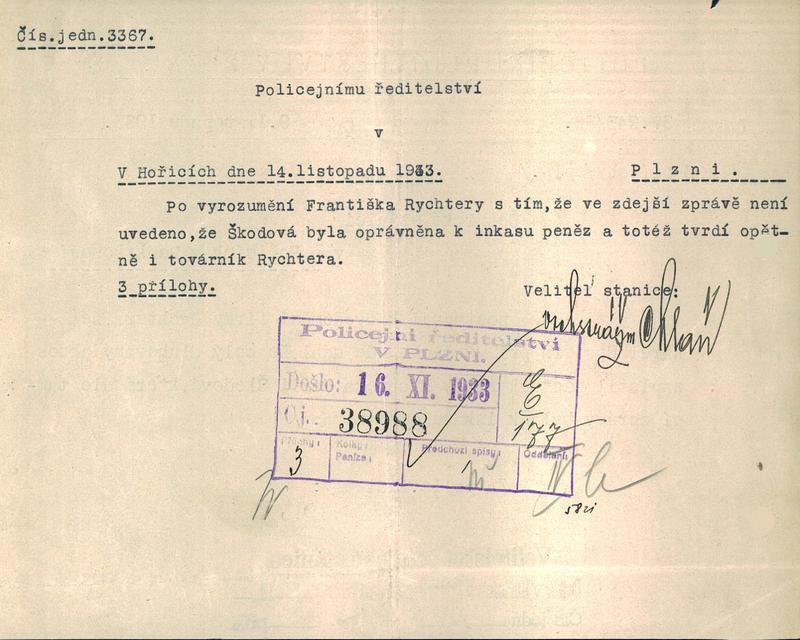 Čís.jedn.3367.
Policejnímu ředitelství
v
V Hořicích dne 14.listopadu 1933.
Plzni.
Po vyrozumění Františka Rychtery s tím,že ve zdejší zprávě není
uvedeno,že Škodová byla oprávněna k inkasu peněz a totéž tvrdí opět-
ně i továrník Rychtera.
3 přílohy.
Velitel stanice:
Policejní ředitelství
V PLZNI.
Došlo: 16. XI. 1933
Č.j. 38988
Přílohy:
Kolky:
Předchozí spisy:
Oddělení:
3
Peníze: